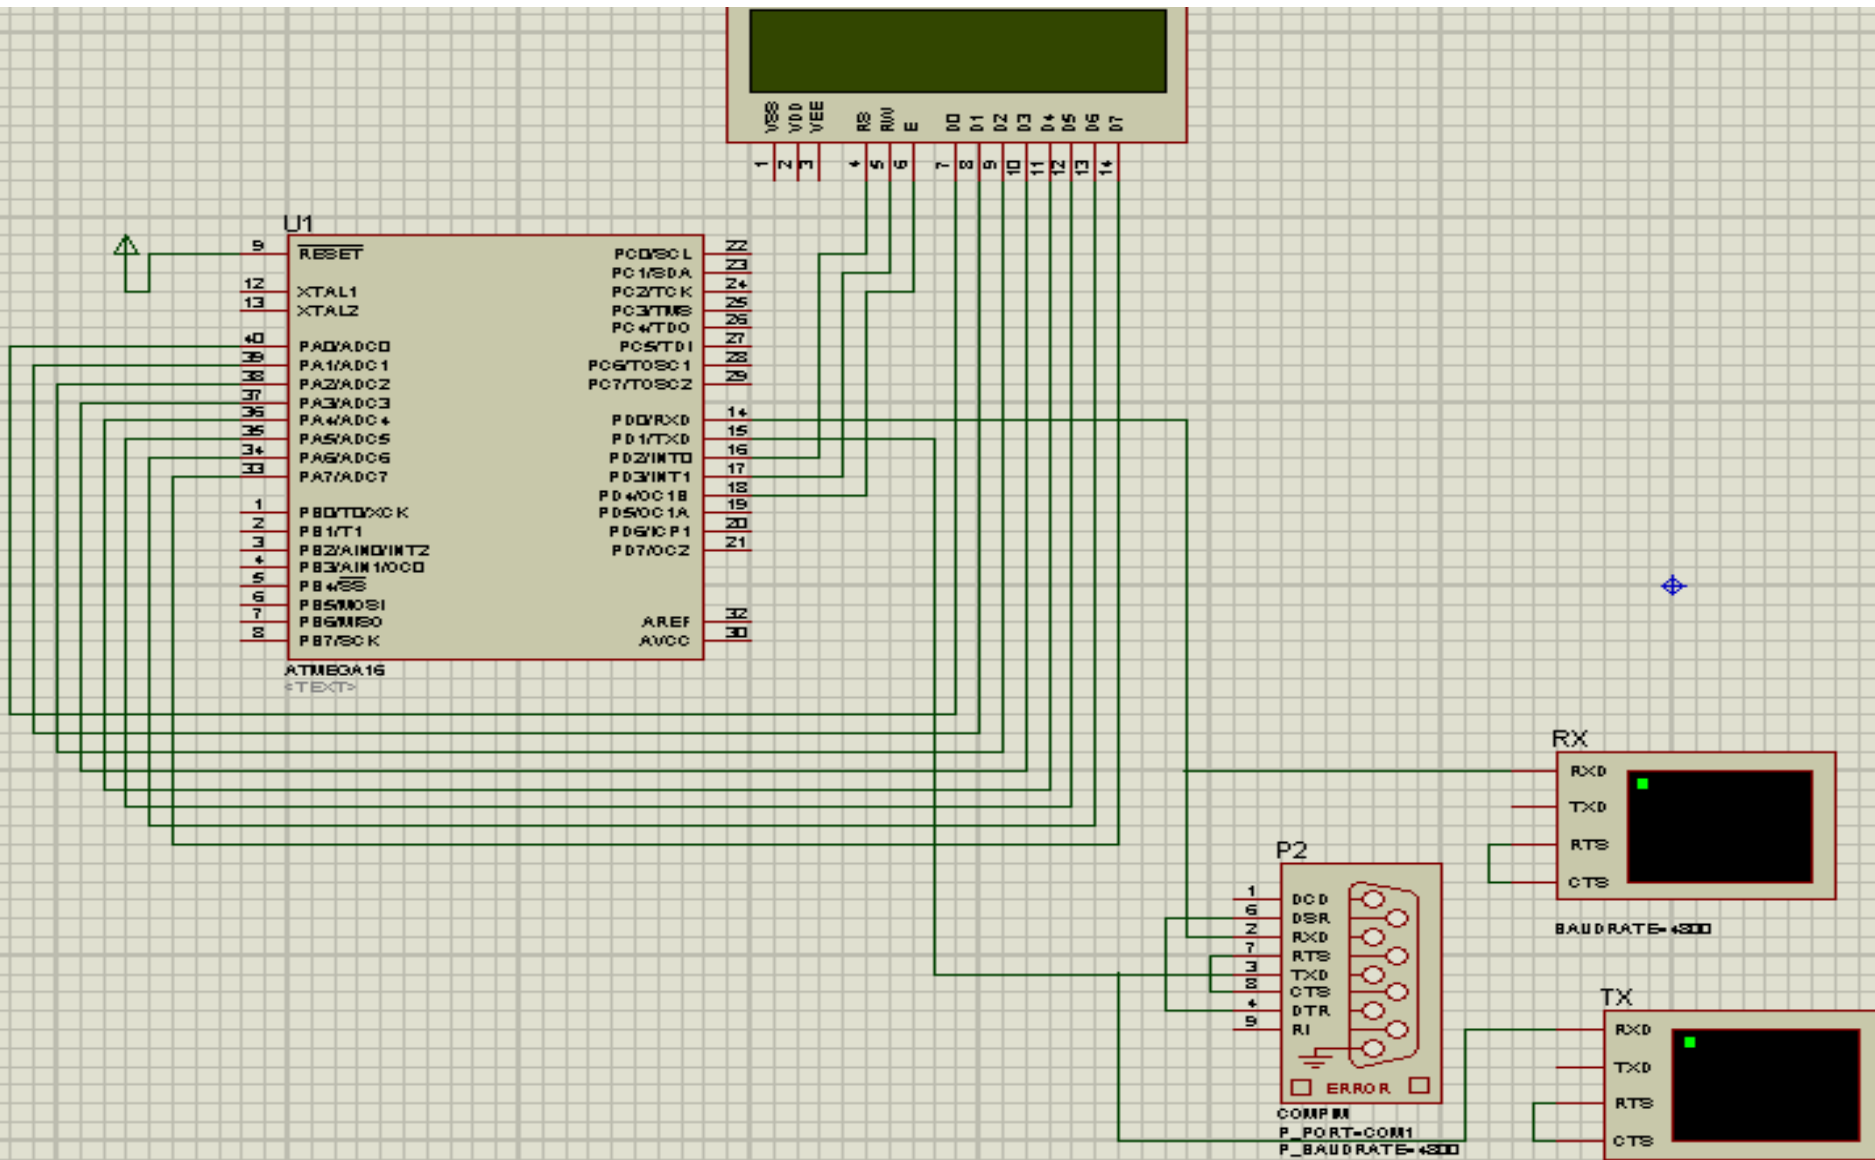 VSS VDD VEE RS RW E D0 D1 D2 D3 D4 D5 D6 D7
1 2 3 4 5 6 7 8 9 10 11 12 13 14
U1
9 RESET PC0/SCL 22
PC1/SDA 23
12 XTAL1 PC2/TCK 24
13 XTAL2 PC3/TMS 25
PC4/TDO 26
40 PA0/ADC0 PC5/TDI 27
39 PA1/ADC1 PC6/TOSC1 28
38 PA2/ADC2 PC7/TOSC2 29
37 PA3/ADC3
36 PA4/ADC4 PD0/RXD 14
35 PA5/ADC5 PD1/TXD 15
34 PA6/ADC6 PD2/INT0 16
33 PA7/ADC7 PD3/INT1 17
PD4/OC1B 18
1 PB0/T0/XCK PD5/OC1A 19
2 PB1/T1 PD6/ICP1 20
3 PB2/AIN0/INT2 PD7/OC2 21
4 PB3/AIN1/OC0
5 PB4/SS
6 PB5/MOSI
7 PB6/MISO AREF 32
8 PB7/SCK AVCC 30
ATMEGA16
<TEXT>
RX
RXD
TXD
RTS
CTS
BAUDRATE=4800
P2
1 DCD
6 DSR
2 RXD
7 RTS
3 TXD
8 CTS
4 DTR
9 RI
ERROR
COMPIM
P_PORT=COM1
P_BAUDRATE=4800
TX
RXD
TXD
RTS
CTS